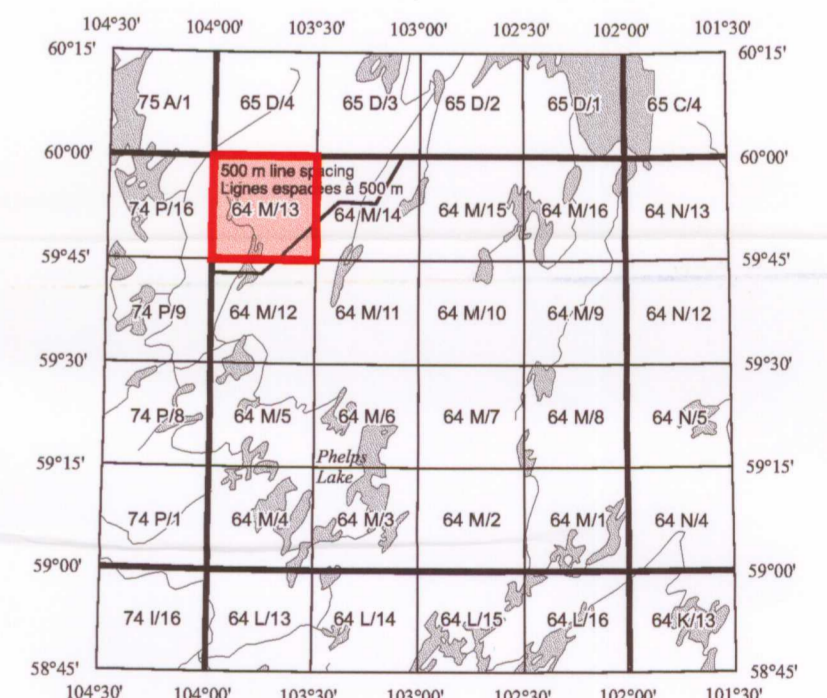 104°30' 104°00' 103°30' 103°00' 102°30' 102°00' 101°30'
60°15' 60°15'
75 A/1 65 D/4 65 D/3 65 D/2 65 D/1 65 C/4
60°00' 60°00'
500 m line spacing
Lignes espacées à 500 m
74 P/16 64 M/13 64 M/14 64 M/15 64 M/16 64 N/13
59°45' 59°45'
74 P/9 64 M/12 64 M/11 64 M/10 64 M/9 64 N/12
59°30' 59°30'
74 P/8 64 M/5 64 M/6 64 M/7 64 M/8 64 N/5
Phelps
Lake
59°15' 59°15'
74 P/1 64 M/4 64 M/3 64 M/2 64 M/1 64 N/4
59°00' 59°00'
74 I/16 64 L/13 64 L/14 64 L/15 64 L/16 64 K/13
58°45' 58°45'
104°30' 104°00' 103°30' 103°00' 102°30' 102°00' 101°30'